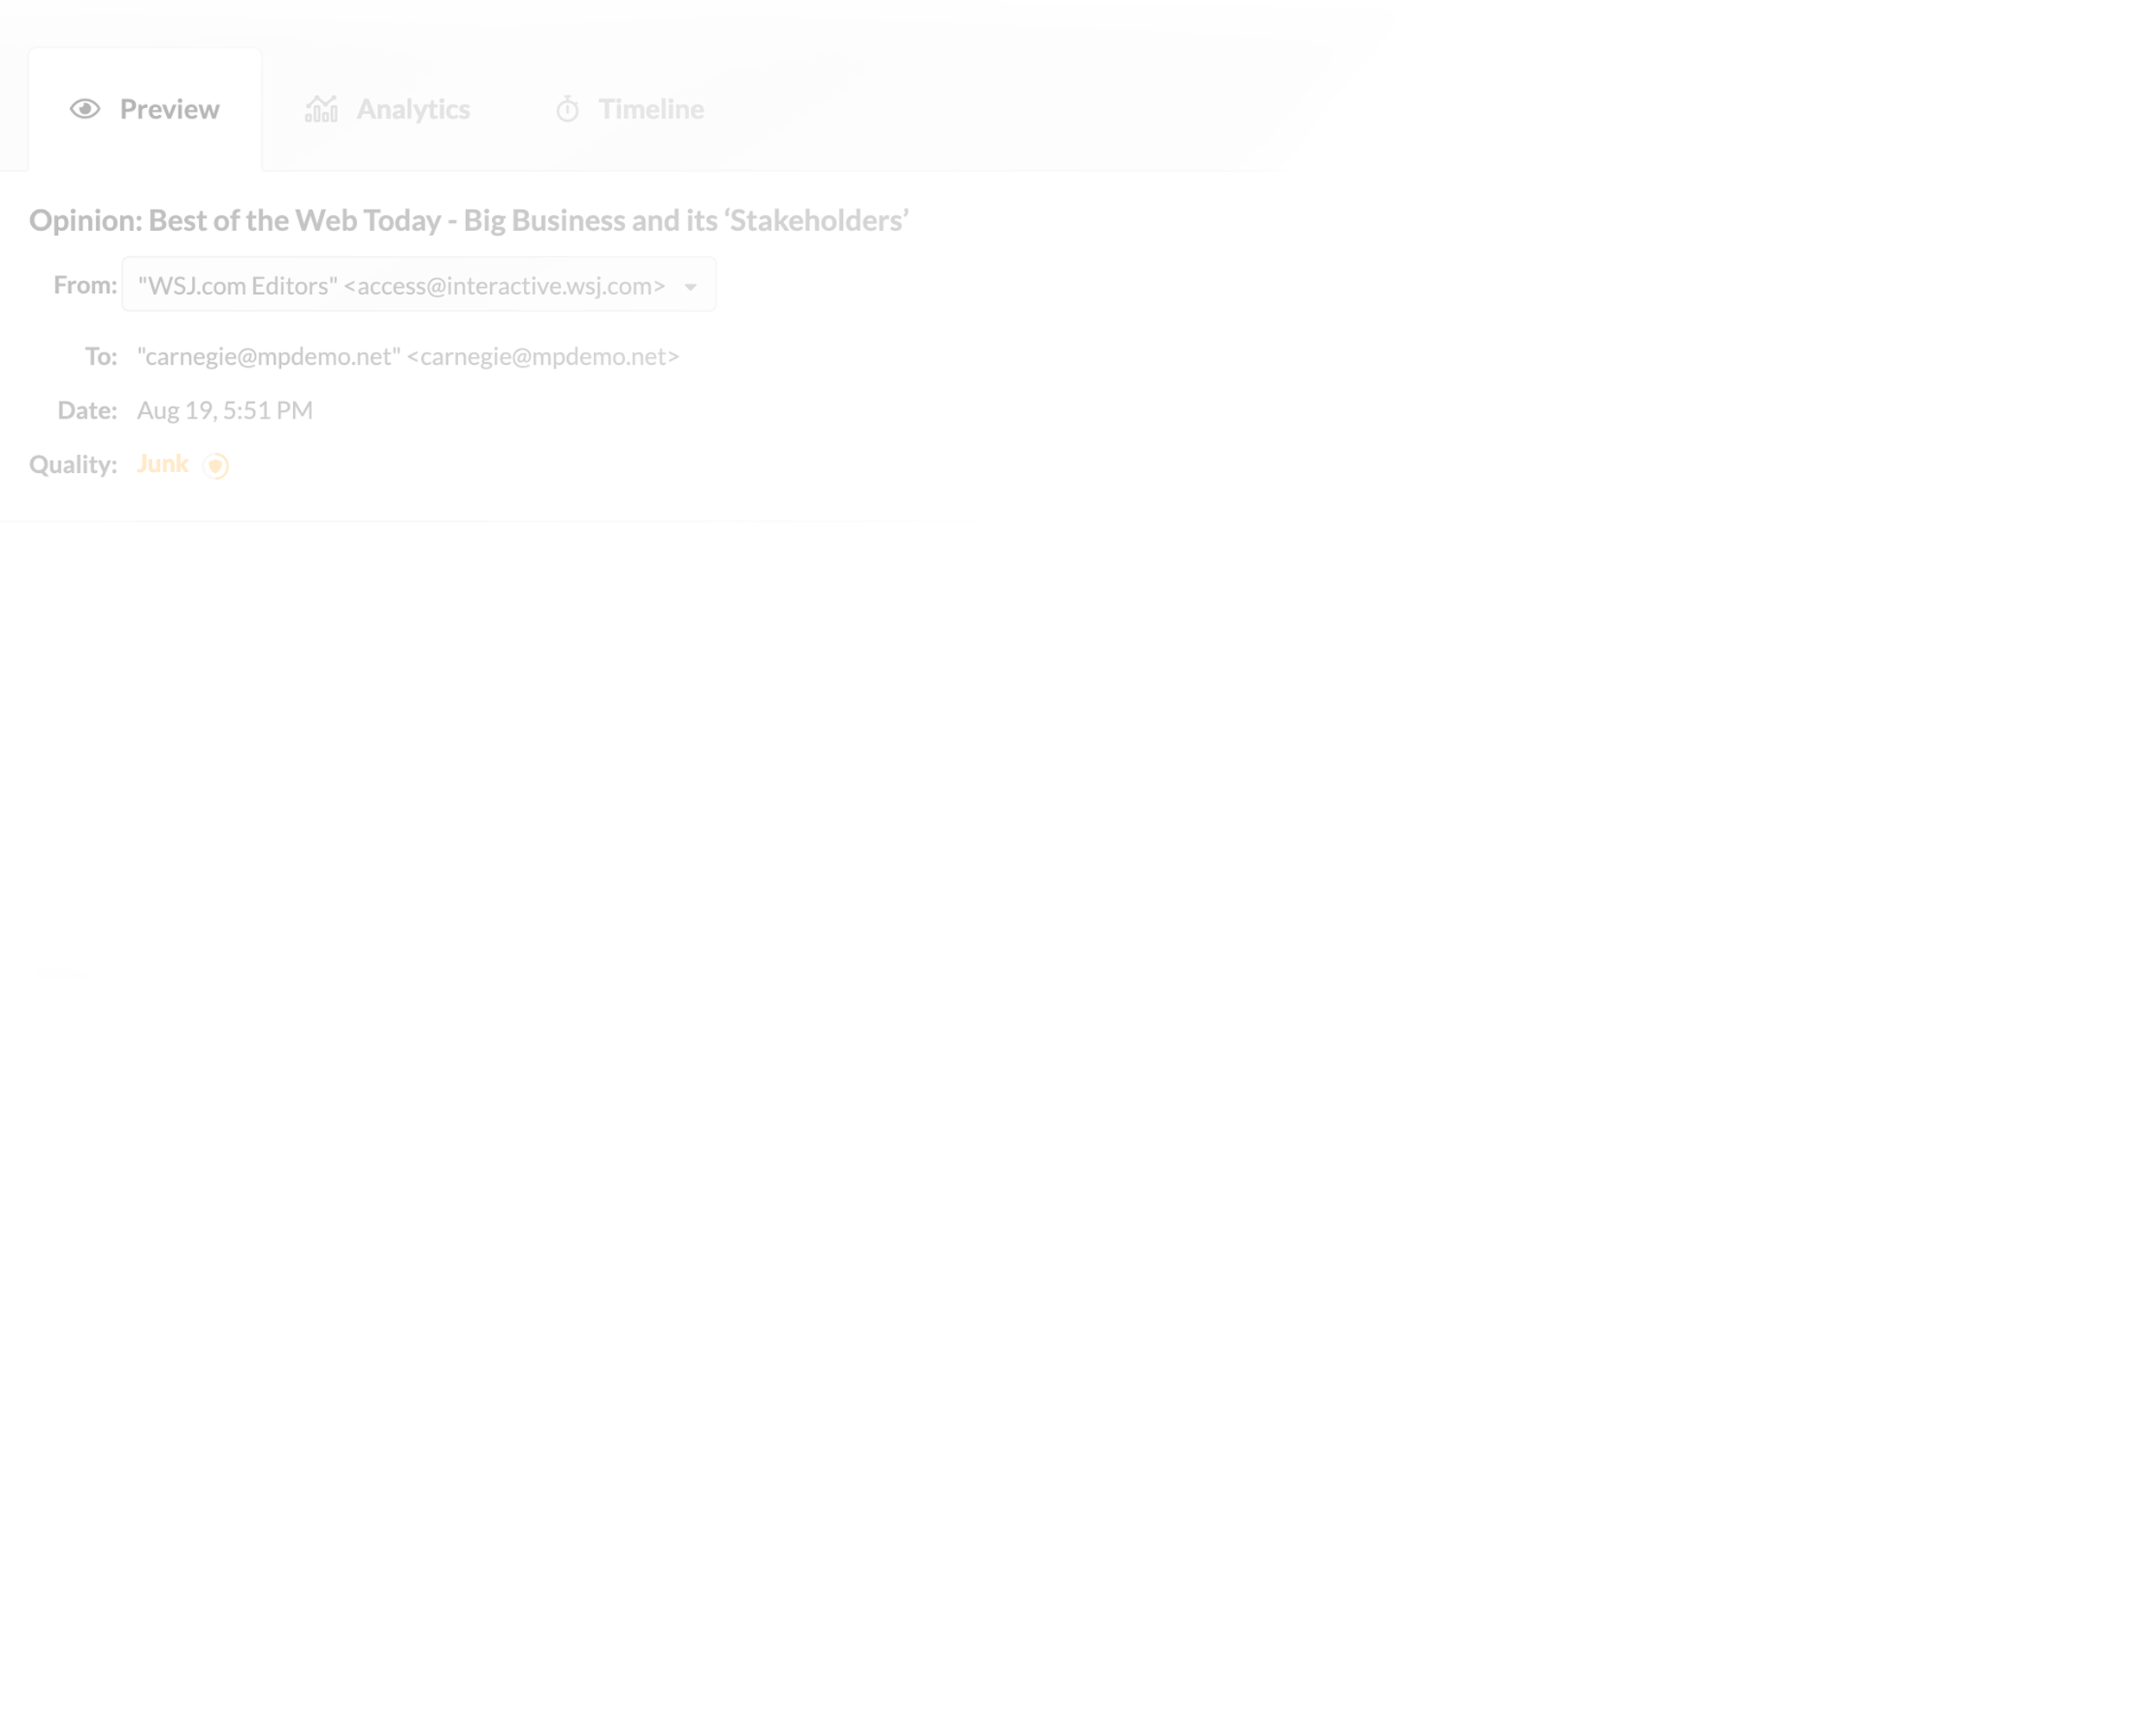 Preview Analytics Timeline
Opinion: Best of the Web Today - Big Business and its ‘Stakeholders’
From: "WSJ.com Editors" <access@interactive.wsj.com>
To: "carnegie@mpdemo.net" <carnegie@mpdemo.net>
Date: Aug 19, 5:51 PM
Quality: Junk